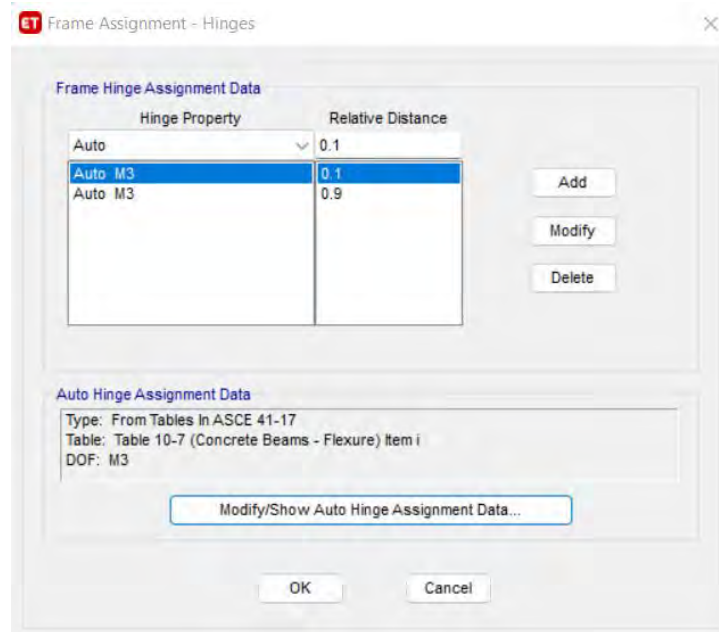 ET Frame Assignment - Hinges
Frame Hinge Assignment Data
Hinge Property Relative Distance
Auto 0.1
Auto M3 0.1
Auto M3 0.9
Add
Modify
Delete
Auto Hinge Assignment Data
Type: From Tables In ASCE 41-17
Table: Table 10-7 (Concrete Beams - Flexure) Item i
DOF: M3
Modify/Show Auto Hinge Assignment Data...
OK Cancel